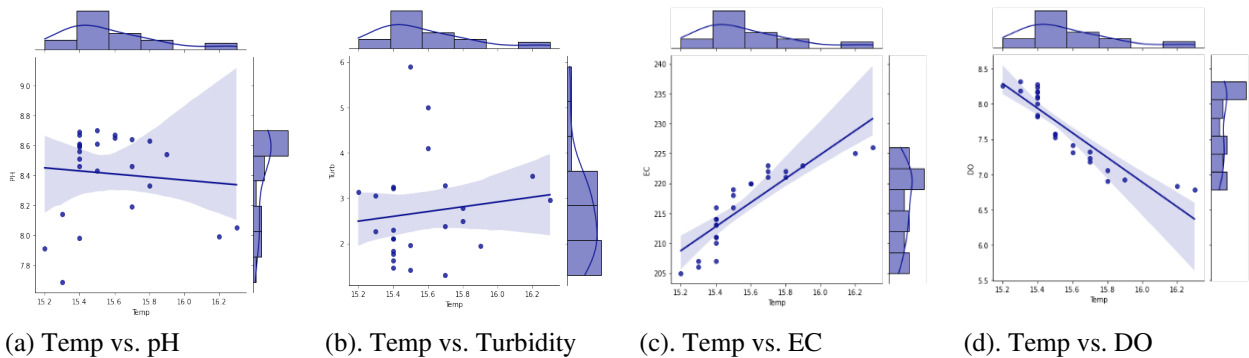 9.0
8.8
8.6
8.4
8.2
8.0
7.8
PH
15.2 15.4 15.6 15.8 16.0 16.2
Temp
6
5
4
3
2
Turb
15.2 15.4 15.6 15.8 16.0 16.2
Temp
240
235
230
225
220
215
210
205
EC
15.2 15.4 15.6 15.8 16.0 16.2
Temp
8.5
8.0
7.5
7.0
6.5
6.0
5.5
DO
15.2 15.4 15.6 15.8 16.0 16.2
Temp
(a) Temp vs. pH (b). Temp vs. Turbidity (c). Temp vs. EC (d). Temp vs. DO